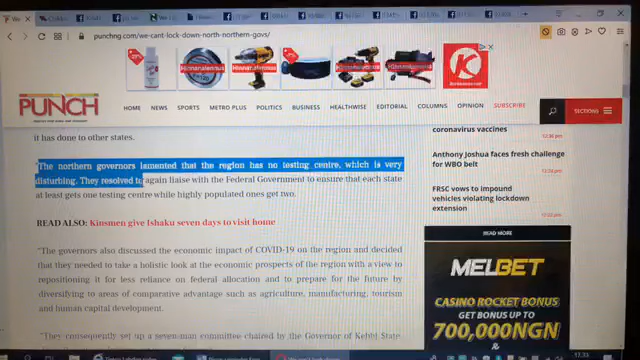 punchng.com/we-cant-lock-down-north-northern-govs/
PUNCH
HOME NEWS SPORTS METRO PLUS POLITICS BUSINESS HEALTHWISE EDITORIAL COLUMNS OPINION SUBSCRIBE
SECTIONS
it has done to other states.
"The northern governors lamented that the region has no testing centre, which is very
disturbing. They resolved to again liaise with the Federal Government to ensure that each state
at least gets one testing centre while highly populated ones get two.
READ ALSO: Kinsmen give Ishaku seven days to visit home
"The governors also discussed the economic impact of COVID-19 on the region and decided
that they needed to take a holistic look at the economic prospects of the region with a view to
repositioning it for less reliance on federal allocation and to prepare for the future by
diversifying to areas of comparative advantage such as agriculture, manufacturing, tourism
and human capital development.
"They consequently set up a seven-man committee chaired by the Governor of Kebbi State,
coronavirus vaccines
Anthony Joshua faces fresh challenge
for WBO belt
FRSC vows to impound
vehicles violating lockdown
extension
READ MORE
MELBET
CASINO ROCKET BONUS
GET BONUS UP TO
700,000NGN
&